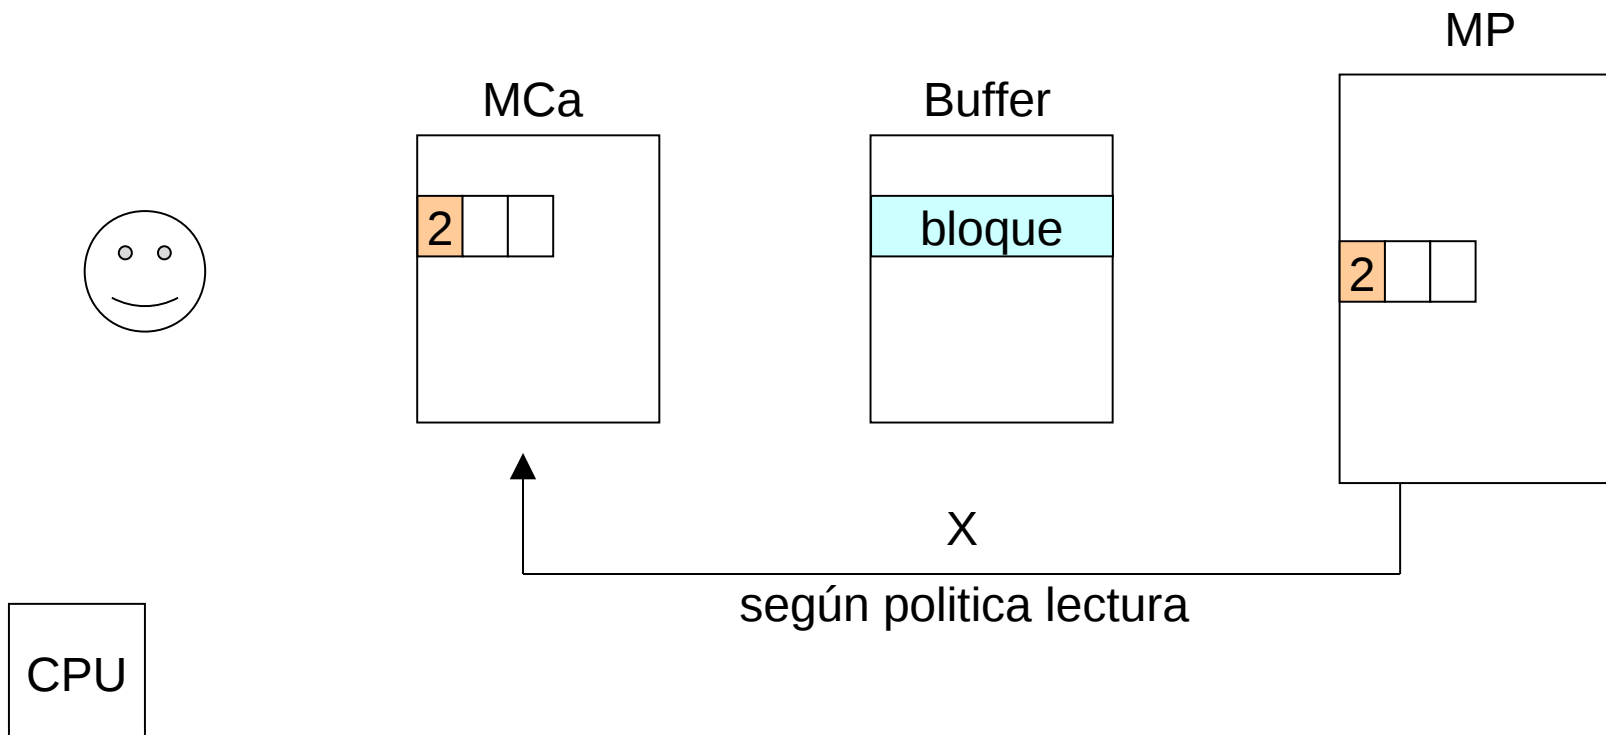 MP
MCa
Buffer
2
bloque
2
X
según politica lectura
CPU